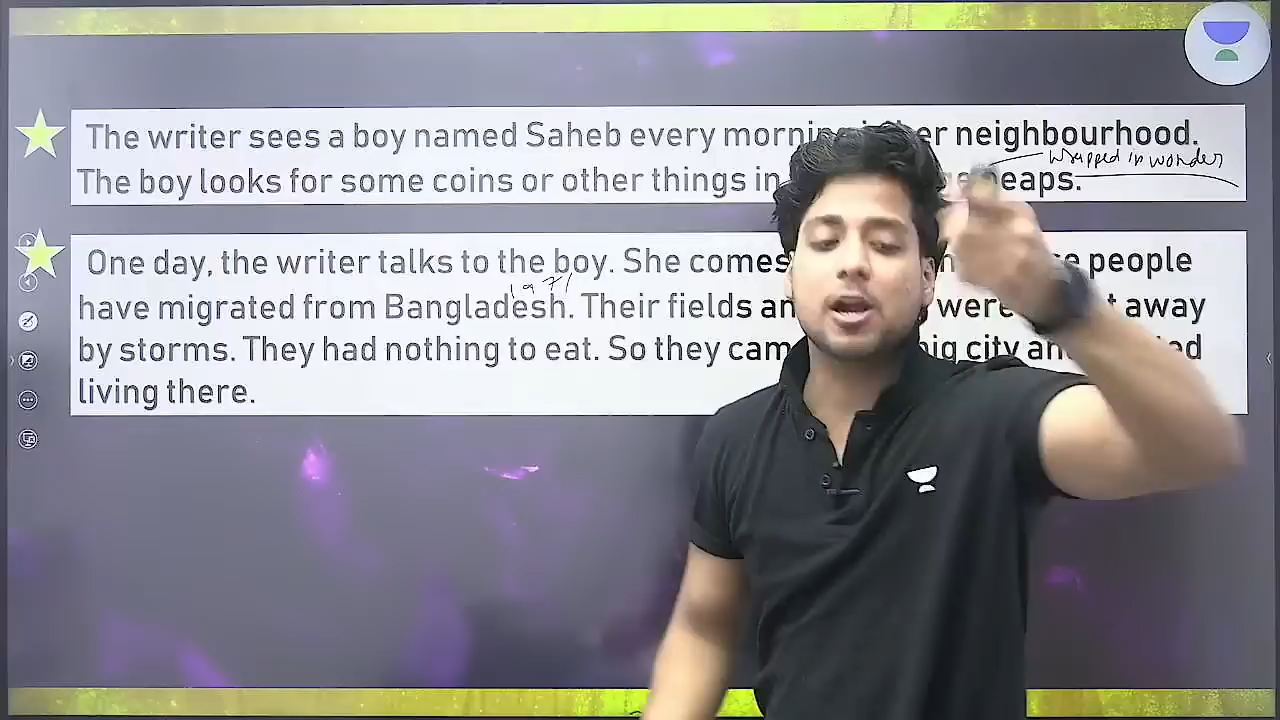 The writer sees a boy named Saheb every morning in her neighbourhood.
wrapped in wonder
The boy looks for some coins or other things in heaps.
One day, the writer talks to the boy. She comes people
1971
have migrated from Bangladesh. Their fields an were away
by storms. They had nothing to eat. So they cam big city an
living there.